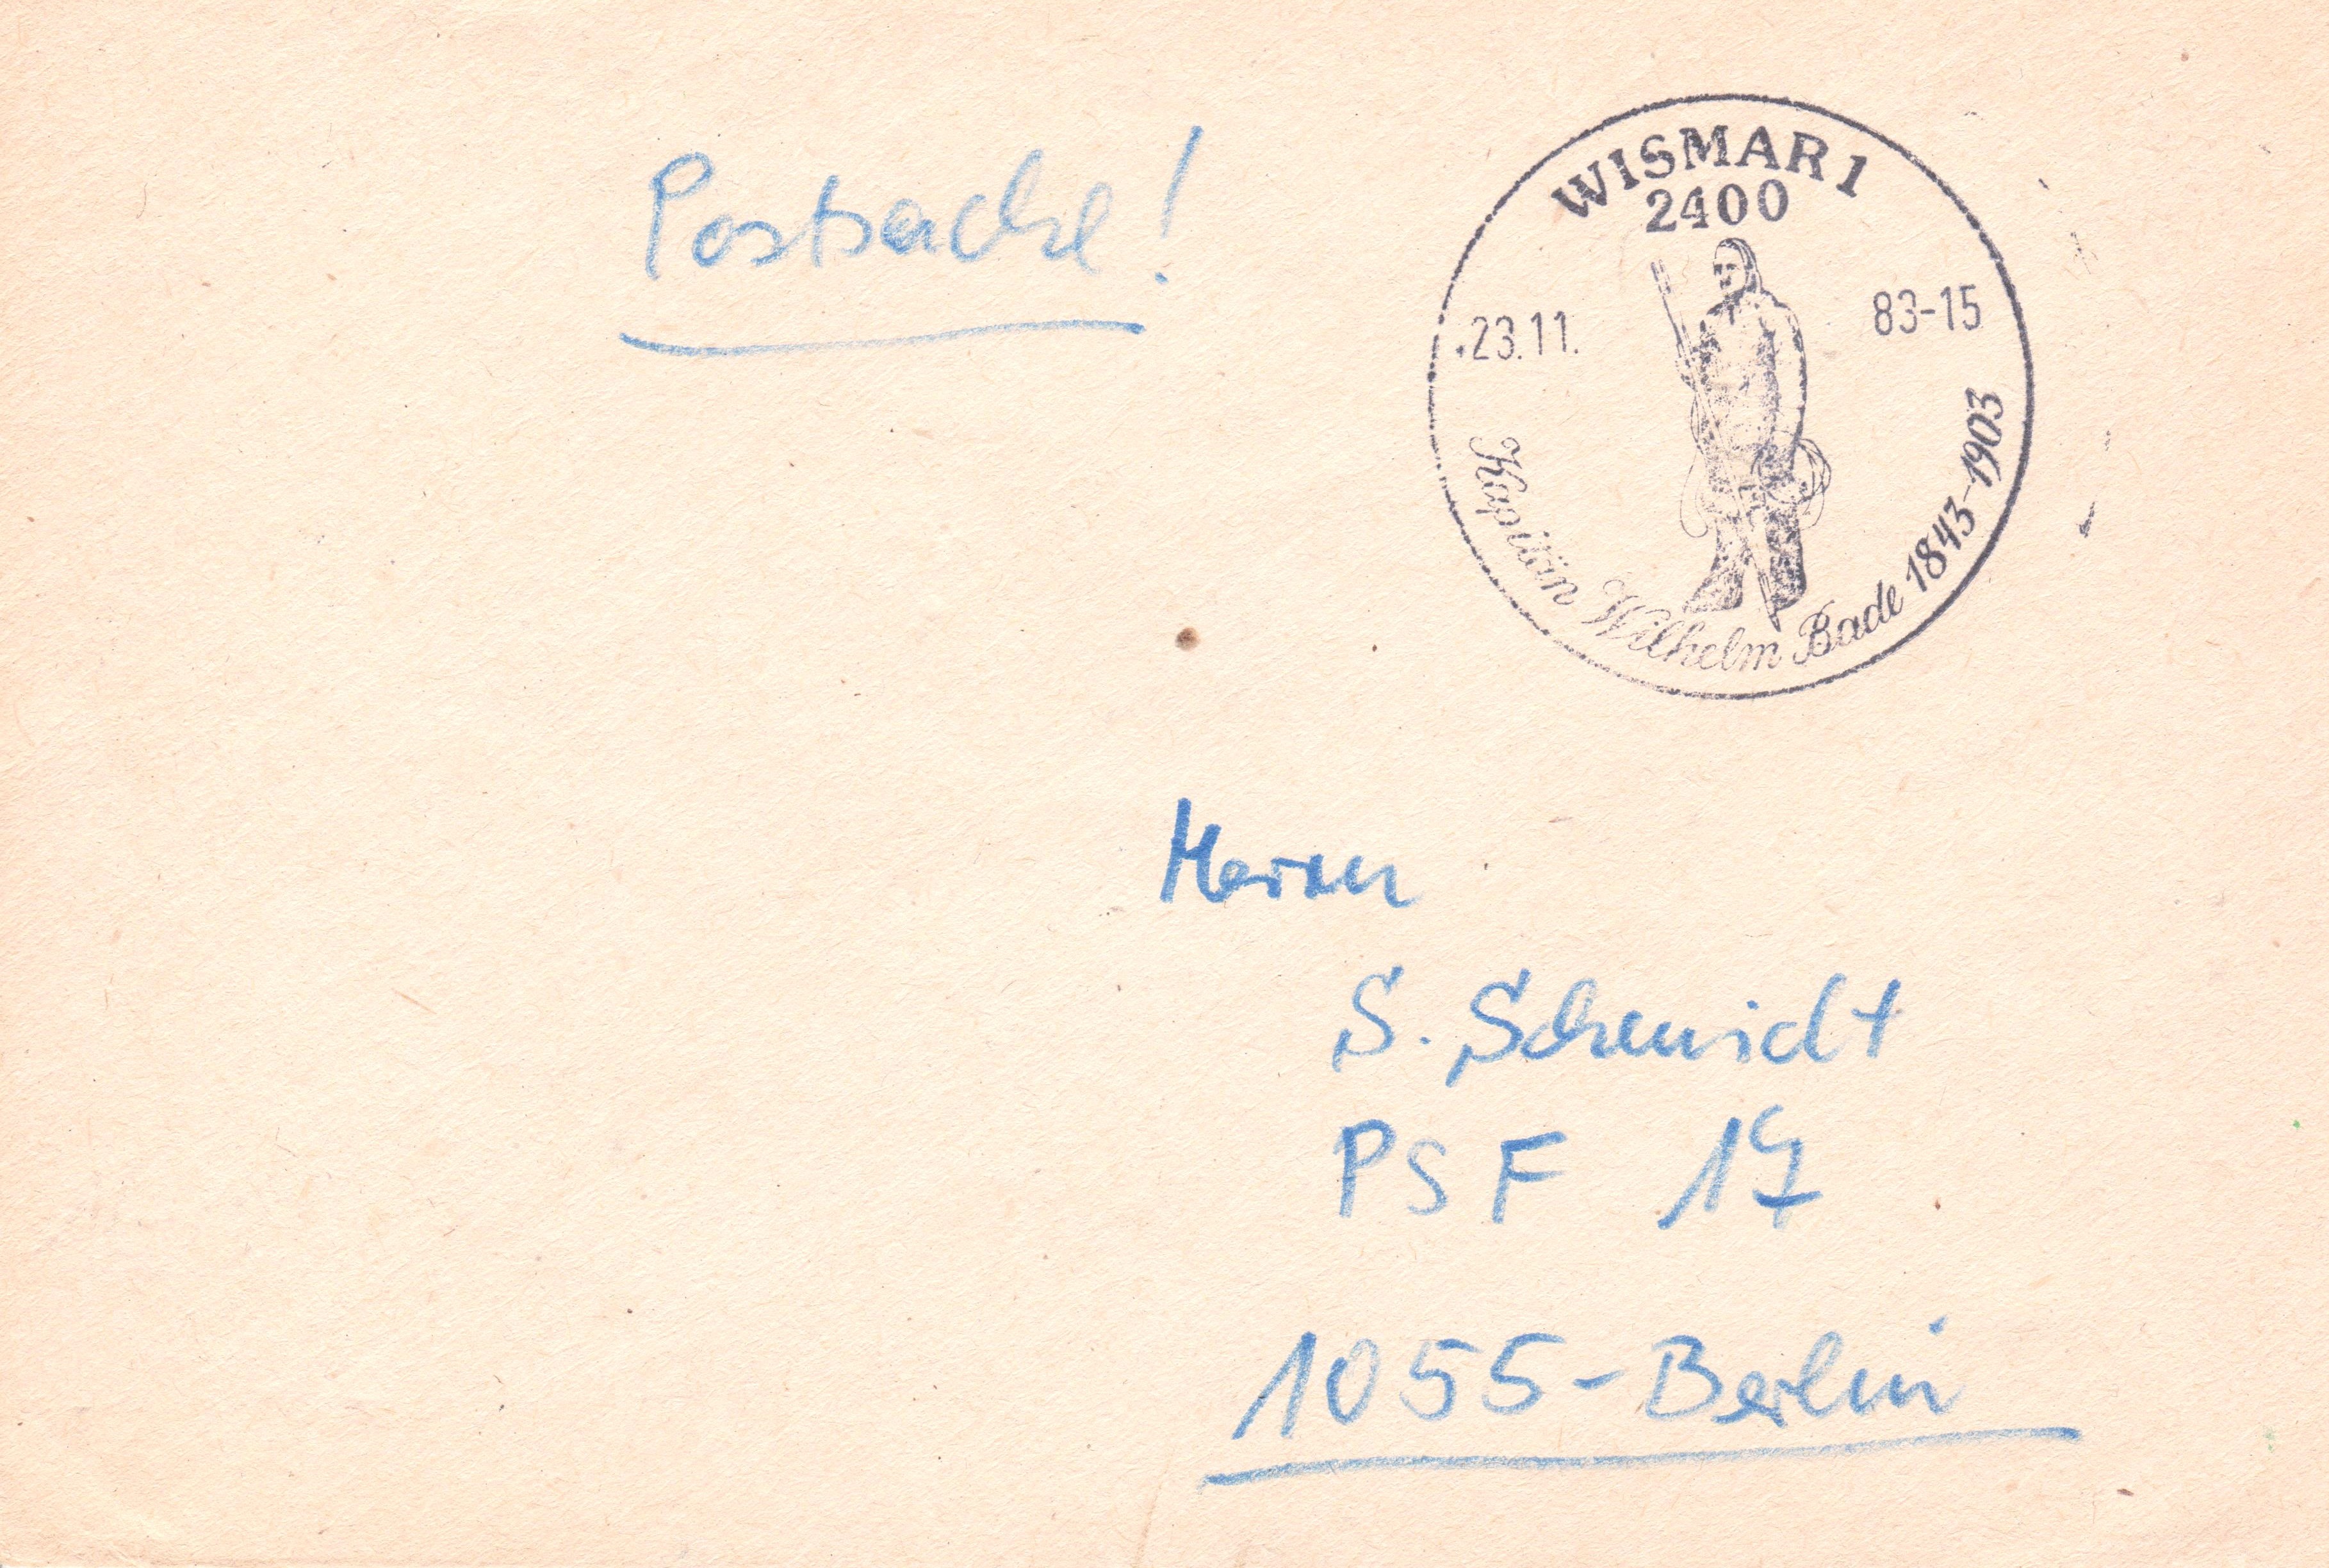 Postsache!
WISMAR 1
2400
.23.11. 83-15
Kapitän Wilhelm Bade 1843-1903
Herrn
S. Schmidt
PSF 17
1055-Berlin